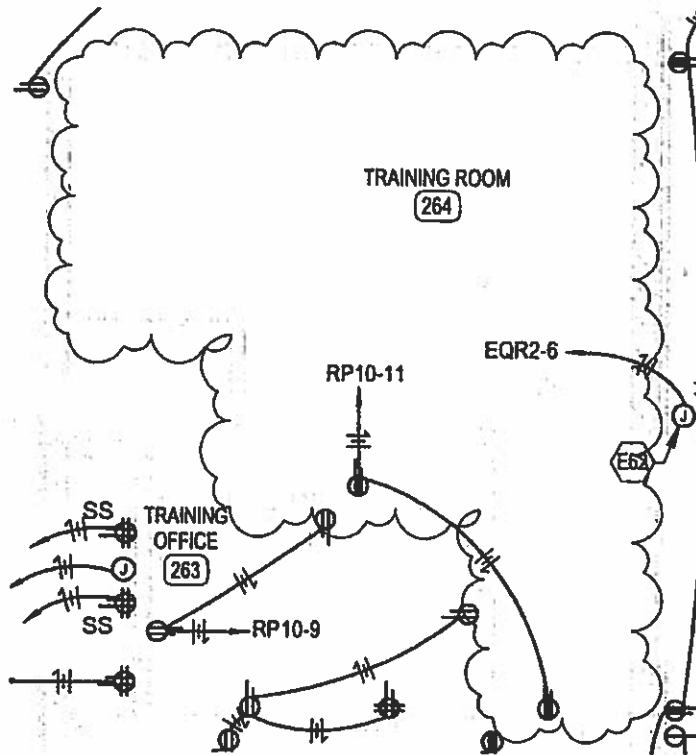 TRAINING ROOM
264
EQR2-6
RP10-11
J
E62
SS
TRAINING
OFFICE
263
J
SS
RP10-9